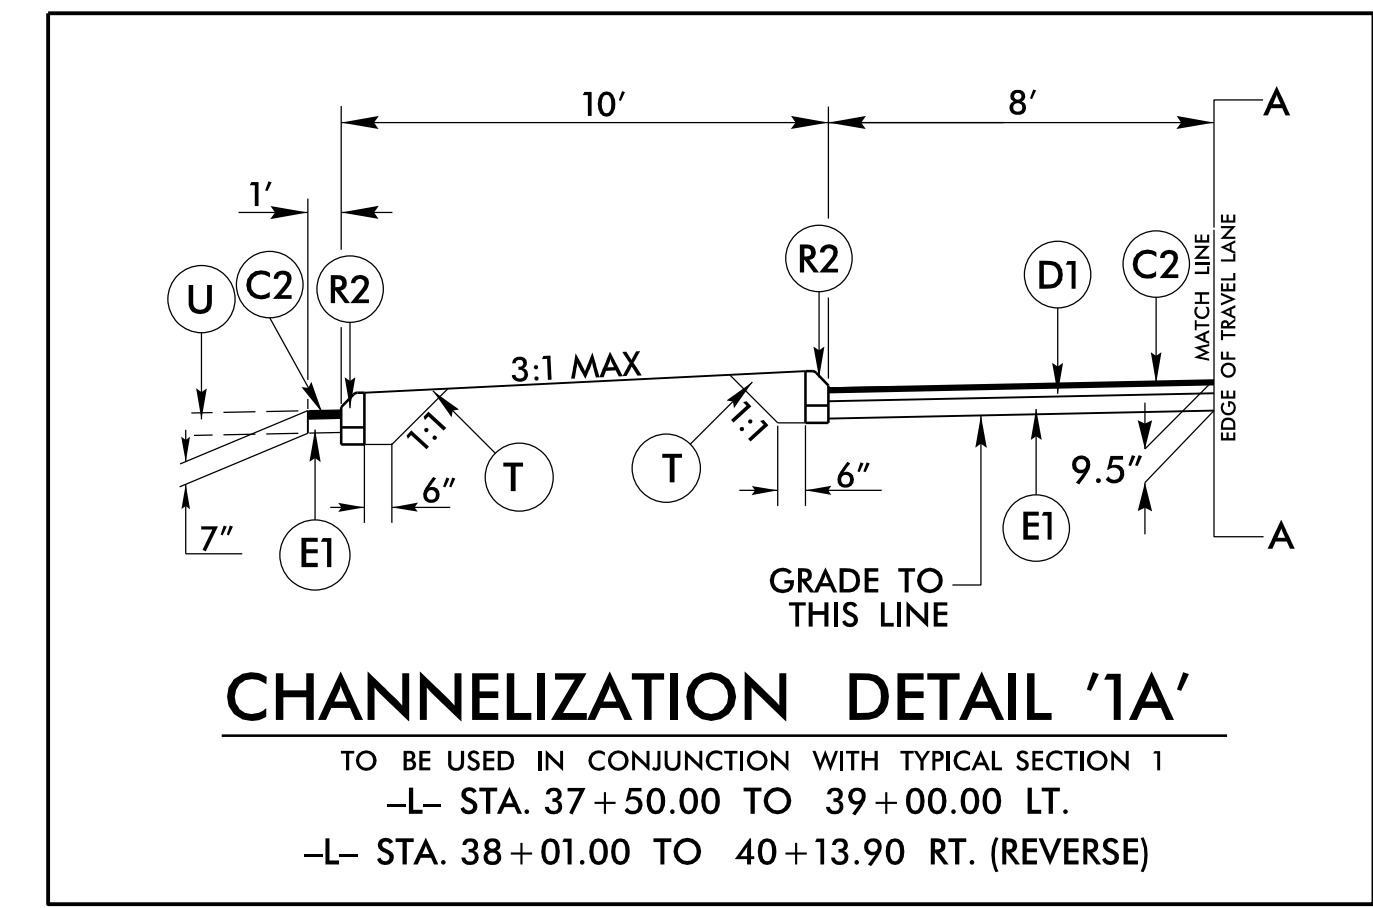 10' 8' A
1'
U C2 R2 R2 D1 C2
MATCH LINE
EDGE OF TRAVEL LANE
3:1 MAX
1:1 1:1
T T
6" 6" 9.5"
7" E1 E1 A
GRADE TO
THIS LINE
CHANNELIZATION DETAIL '1A'
TO BE USED IN CONJUNCTION WITH TYPICAL SECTION 1
–L– STA. 37+50.00 TO 39+00.00 LT.
–L– STA. 38+01.00 TO 40+13.90 RT. (REVERSE)